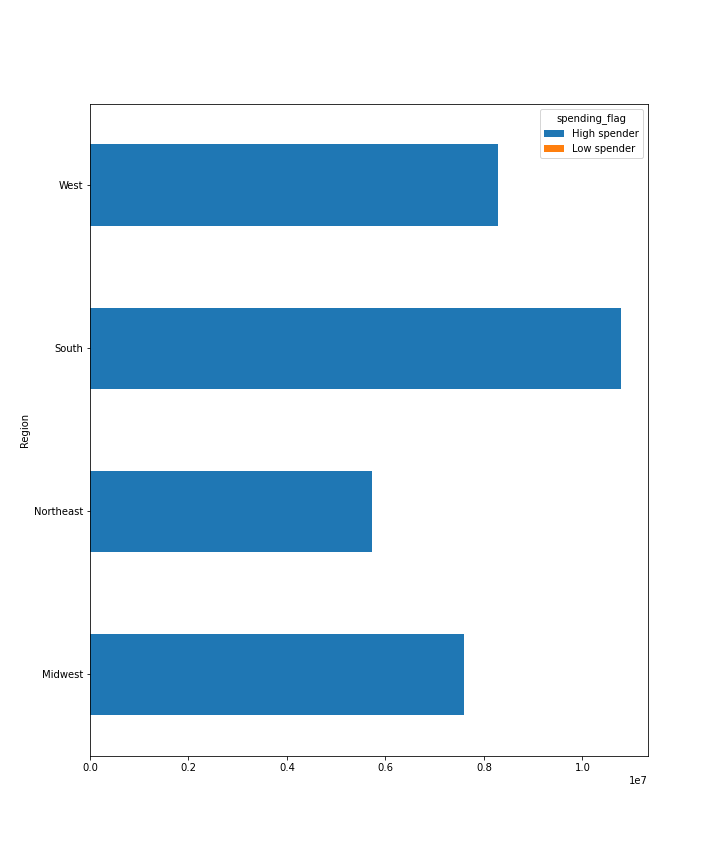 spending_flag
High spender
Low spender
West
South
Region
Northeast
Midwest
0.0 0.2 0.4 0.6 0.8 1.0
1e7